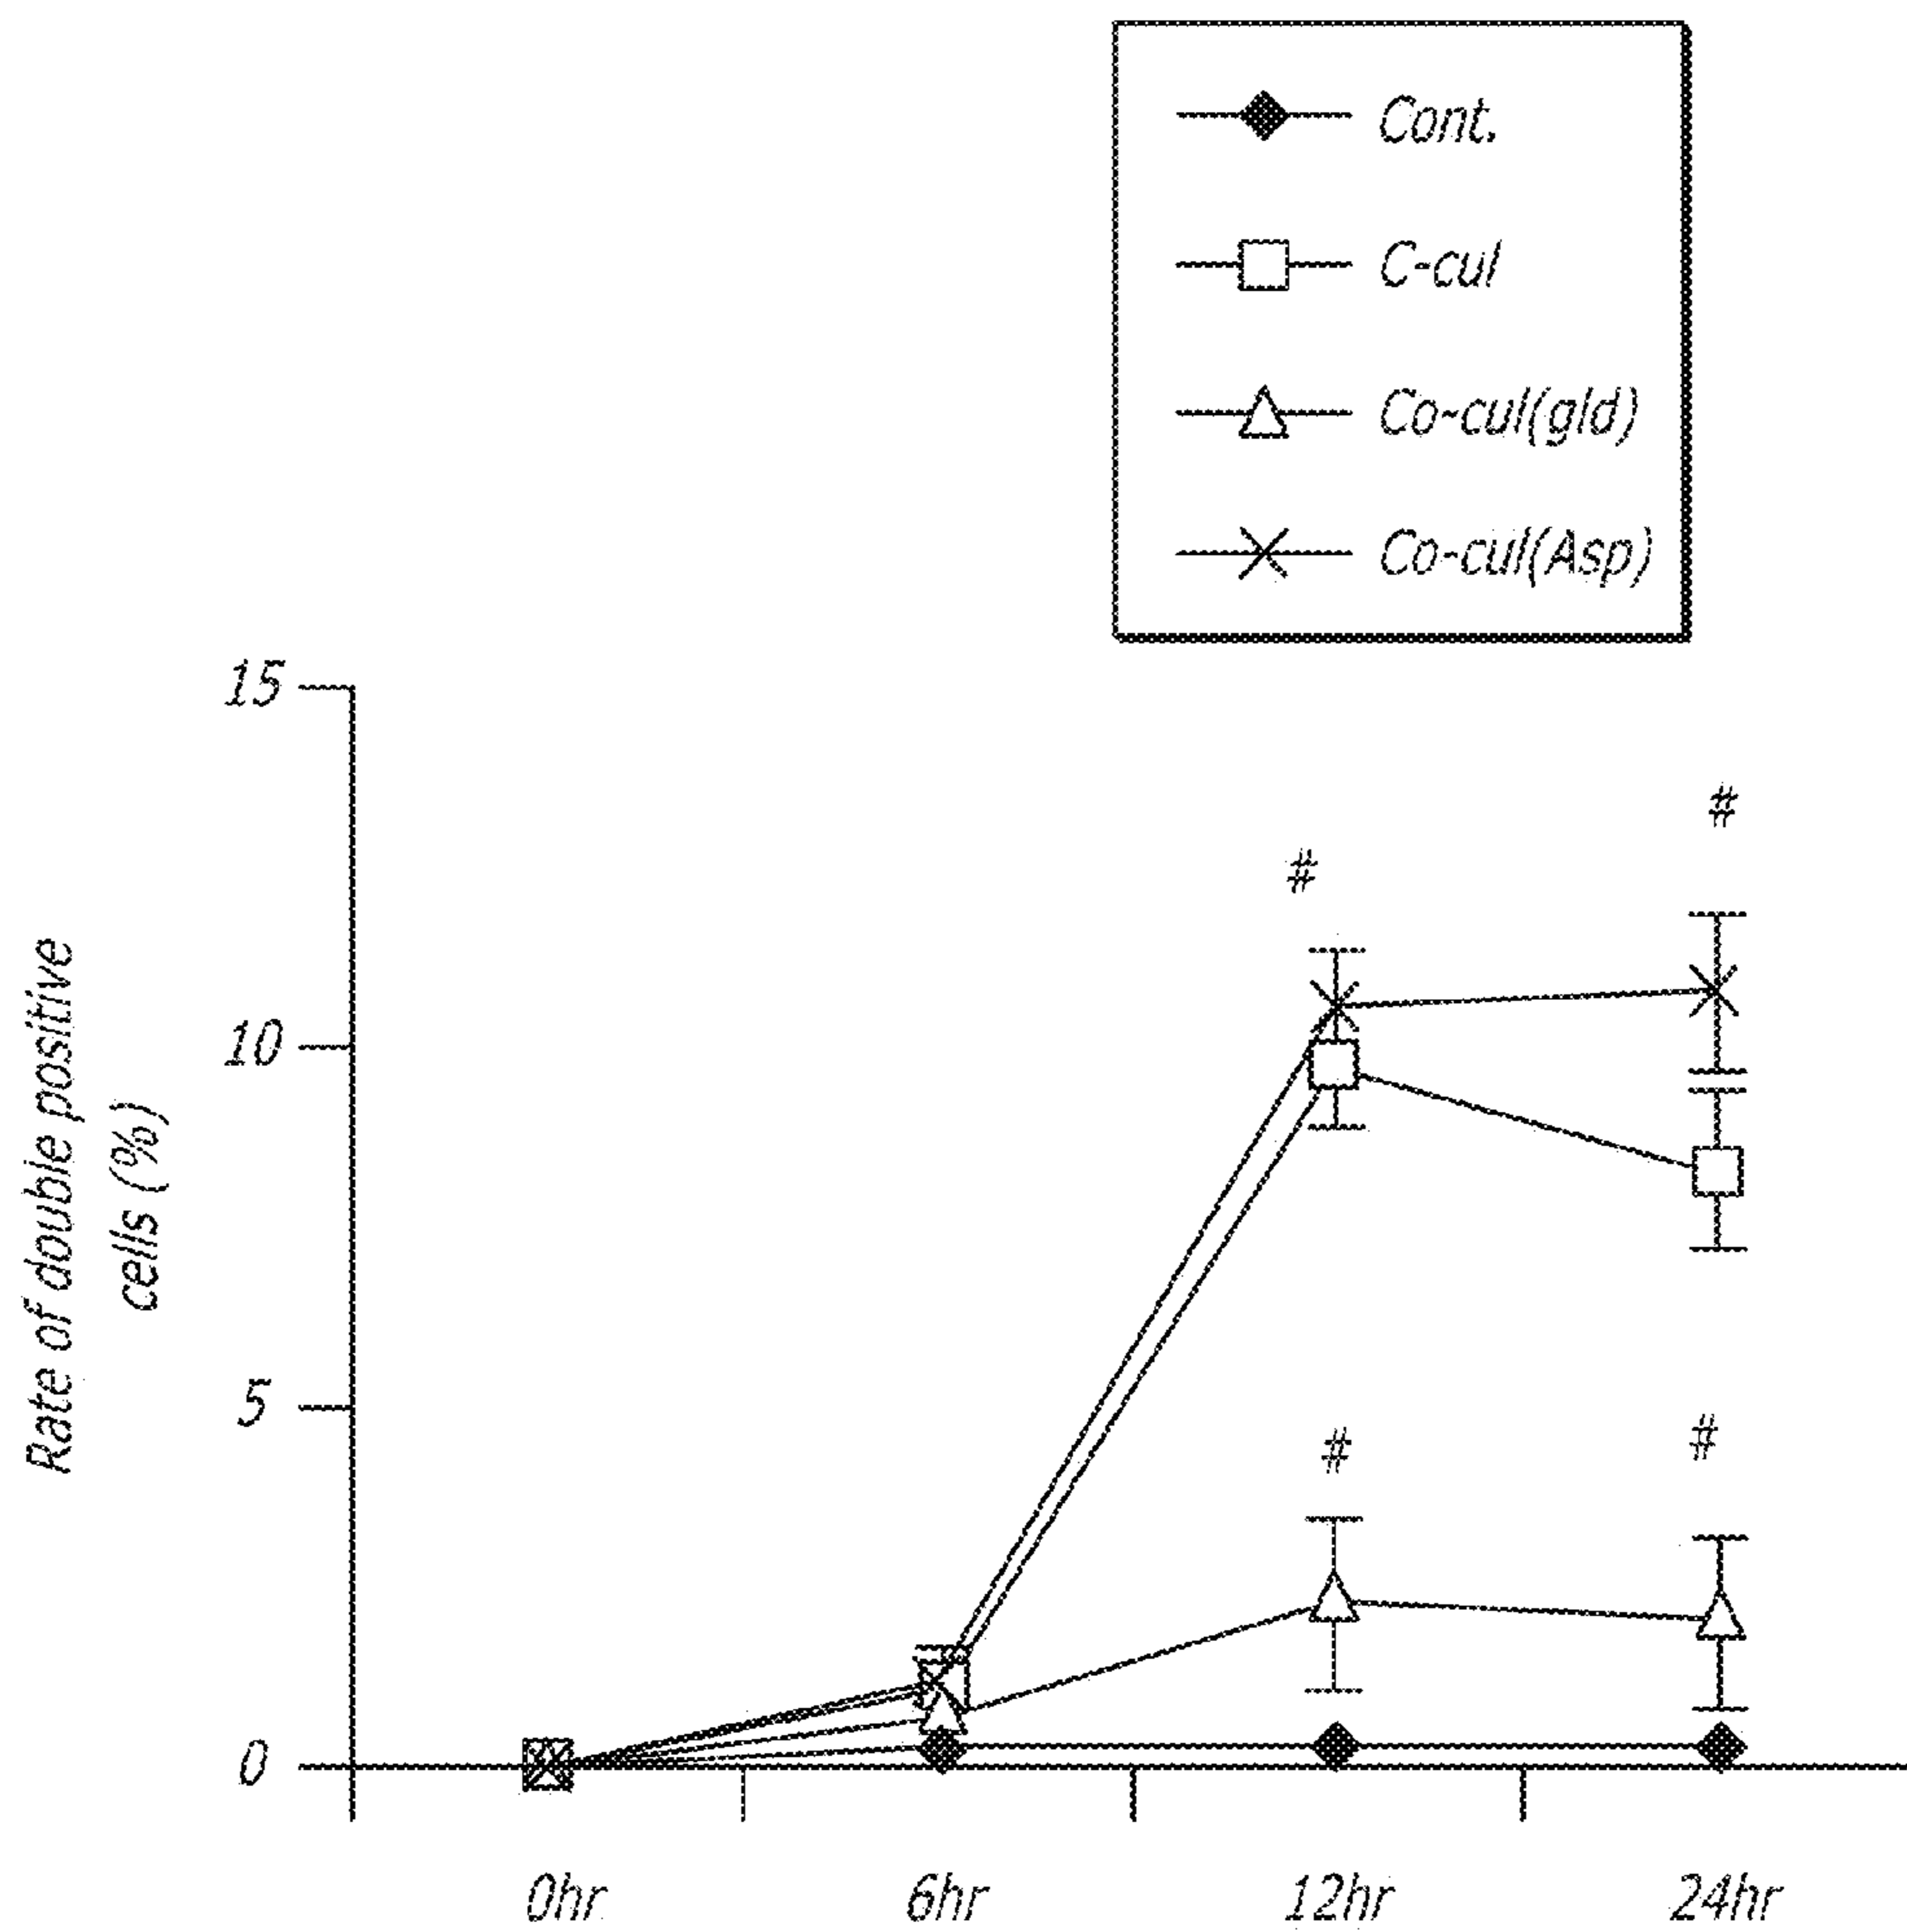 Cont.
C-cul
Co-cul(gld)
Co-cul(Asp)
15
10
5
0
Rate of double positive
cells (%)
#
#
#
#
0hr
6hr
12hr
24hr